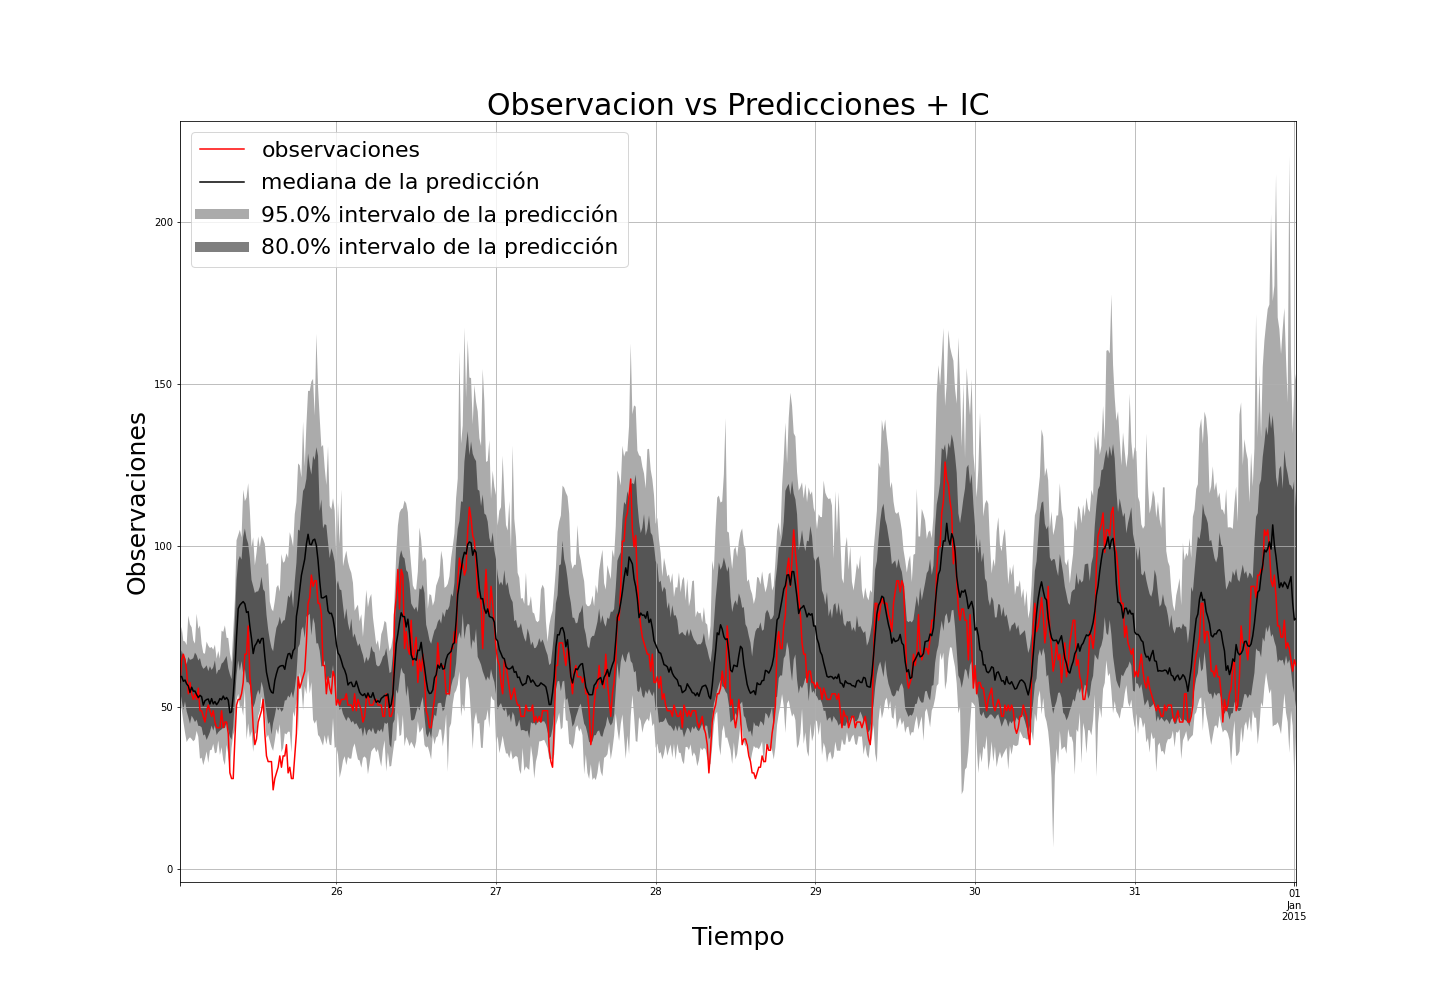 Observacion vs Predicciones + IC
observaciones
mediana de la predicción
95.0% intervalo de la predicción
80.0% intervalo de la predicción
Observaciones
200
150
100
50
0
26
27
28
29
30
31
01
Jan
2015
Tiempo